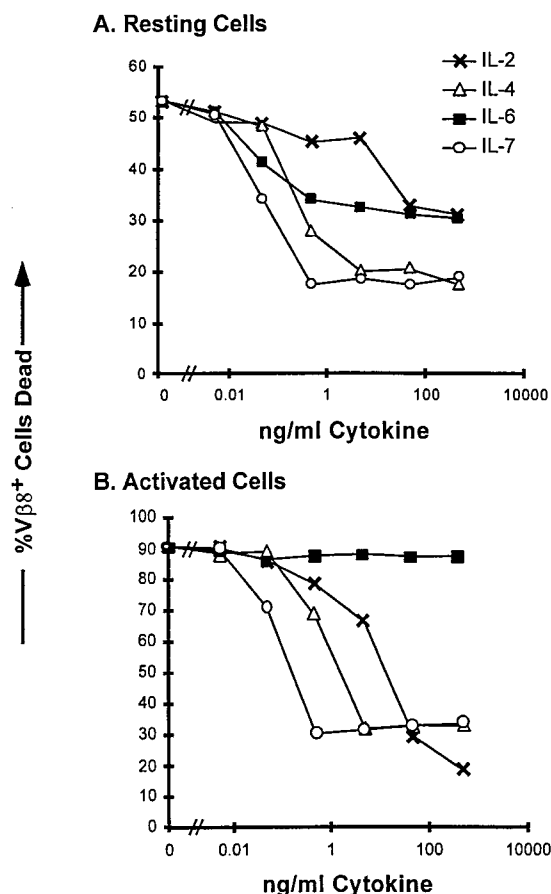 A. Resting Cells
IL-2
IL-4
IL-6
IL-7
60
50
40
30
20
10
0
0 0.01 1 100 10000
ng/ml Cytokine
%Vβ8+ Cells Dead
B. Activated Cells
100
90
80
70
60
50
40
30
20
10
0
0 0.01 1 100 10000
ng/ml Cytokine